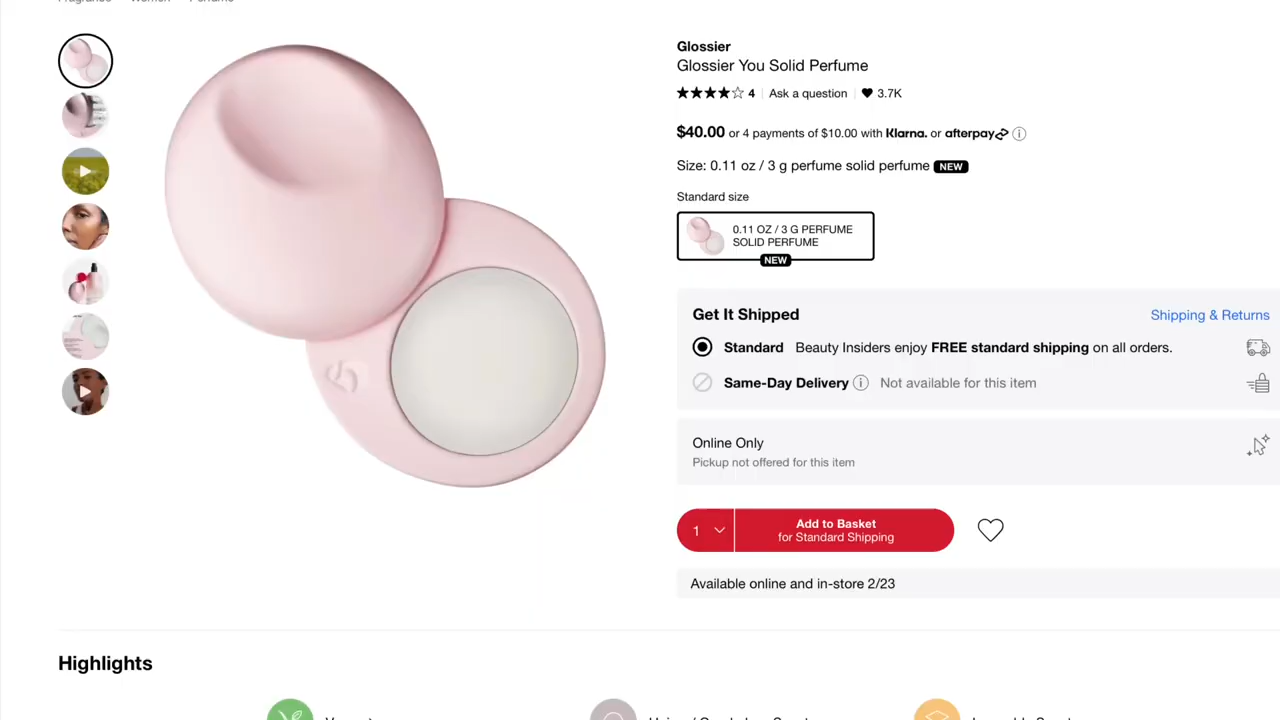 Glossier
Glossier You Solid Perfume
4 Ask a question 3.7K
$40.00 or 4 payments of $10.00 with Klarna. or afterpay
Size: 0.11 oz / 3 g perfume solid perfume NEW
Standard size
0.11 OZ / 3 G PERFUME
SOLID PERFUME
NEW
Get It Shipped
Shipping & Returns
Standard Beauty Insiders enjoy FREE standard shipping on all orders.
Same-Day Delivery Not available for this item
Online Only
Pickup not offered for this item
1
Add to Basket
for Standard Shipping
Available online and in-store 2/23
Highlights